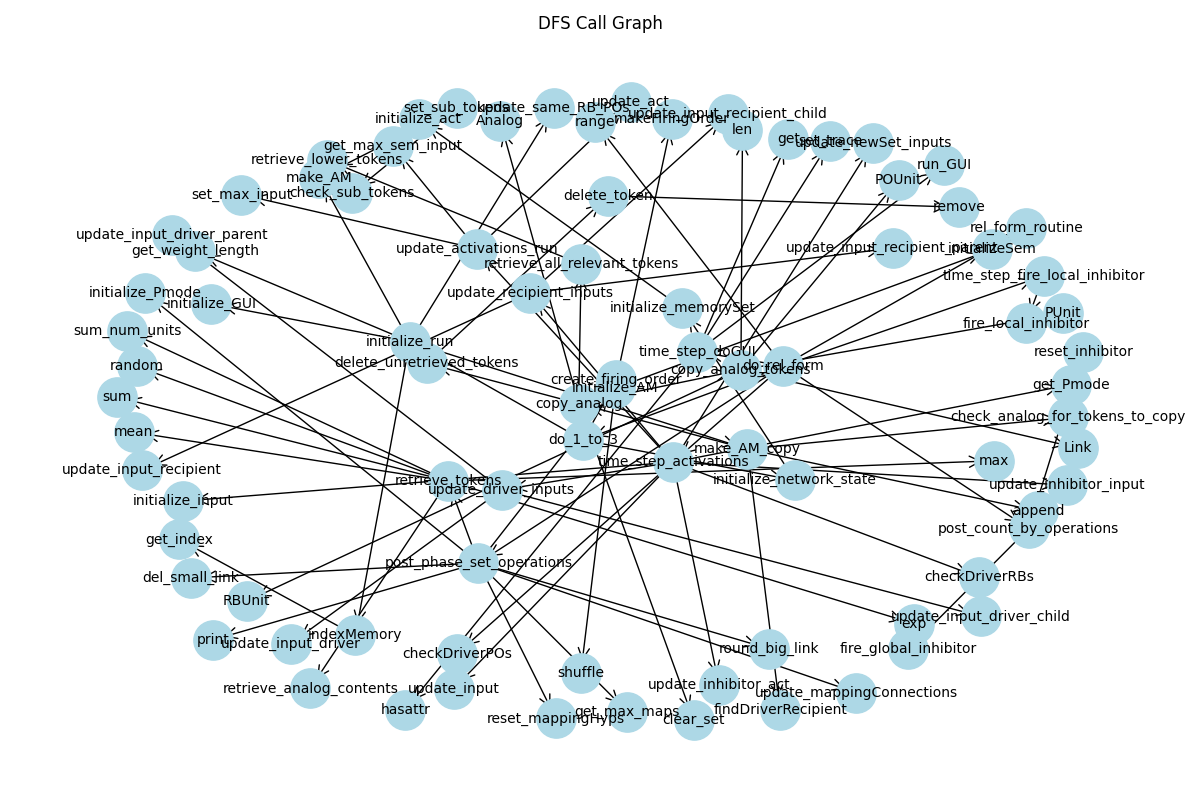 DFS Call Graph
update_act
set_sub_tokens
update_same_RB_POs
update_input_recipient_child
initialize_act
Analog
range
makeFiringOrder
len
get
set_trace
update_newSet_inputs
get_max_sem_input
retrieve_lower_tokens
run_GUI
make_AM
POUnit
check_sub_tokens
set_max_input
delete_token
remove
rel_form_routine
update_input_driver_parent
get_weight_length
update_activations_run
update_input_recipient_parent
initializeSem
retrieve_all_relevant_tokens
time_step_fire_local_inhibitor
initialize_Pmode
update_recipient_inputs
initialize_GUI
initialize_memorySet
PUnit
fire_local_inhibitor
sum_num_units
initialize_run
time_step_doGUI
reset_inhibitor
delete_unretrieved_tokens
random
copy_analog_tokens
do_rel_form
create_firing_order
initialize_AM
get_Pmode
sum
copy_analog
check_analog_for_tokens_to_copy
mean
do_1_to_3
make_AM_copy
Link
time_step_activations
max
update_input_recipient
retrieve_tokens
initialize_network_state
update_driver_inputs
update_inhibitor_input
initialize_input
append
post_count_by_operations
get_index
post_phase_set_operations
del_small_link
checkDriverRBs
RBUnit
update_input_driver_child
exp
print
update_input_driver
indexMemory
fire_global_inhibitor
round_big_link
checkDriverPOs
shuffle
retrieve_analog_contents
update_input
update_inhibitor_act
update_mappingConnections
hasattr
reset_mappingHyps
get_max_maps
clear_set
findDriverRecipient